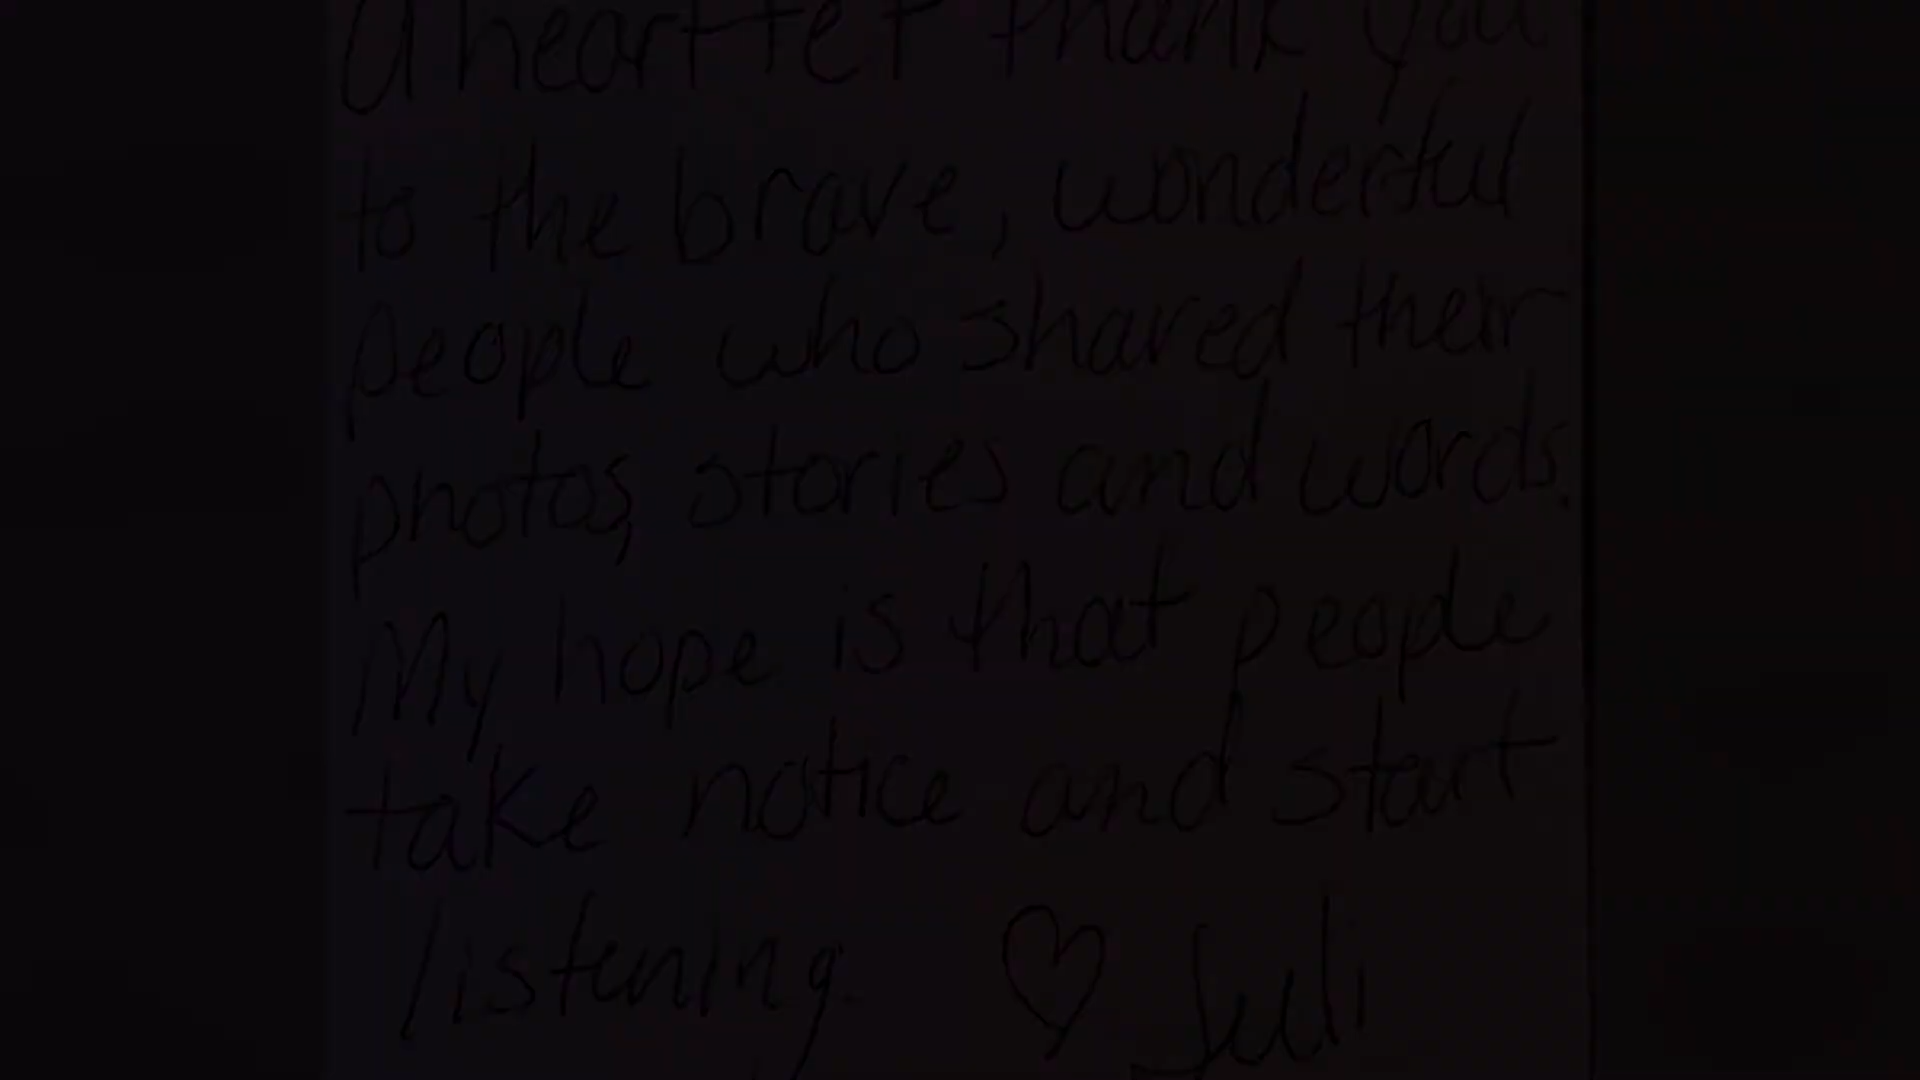 A heartfelt thank you
to the brave, wonderful
people who shared their
photos, stories and words.
My hope is that people
take notice and start
listening.